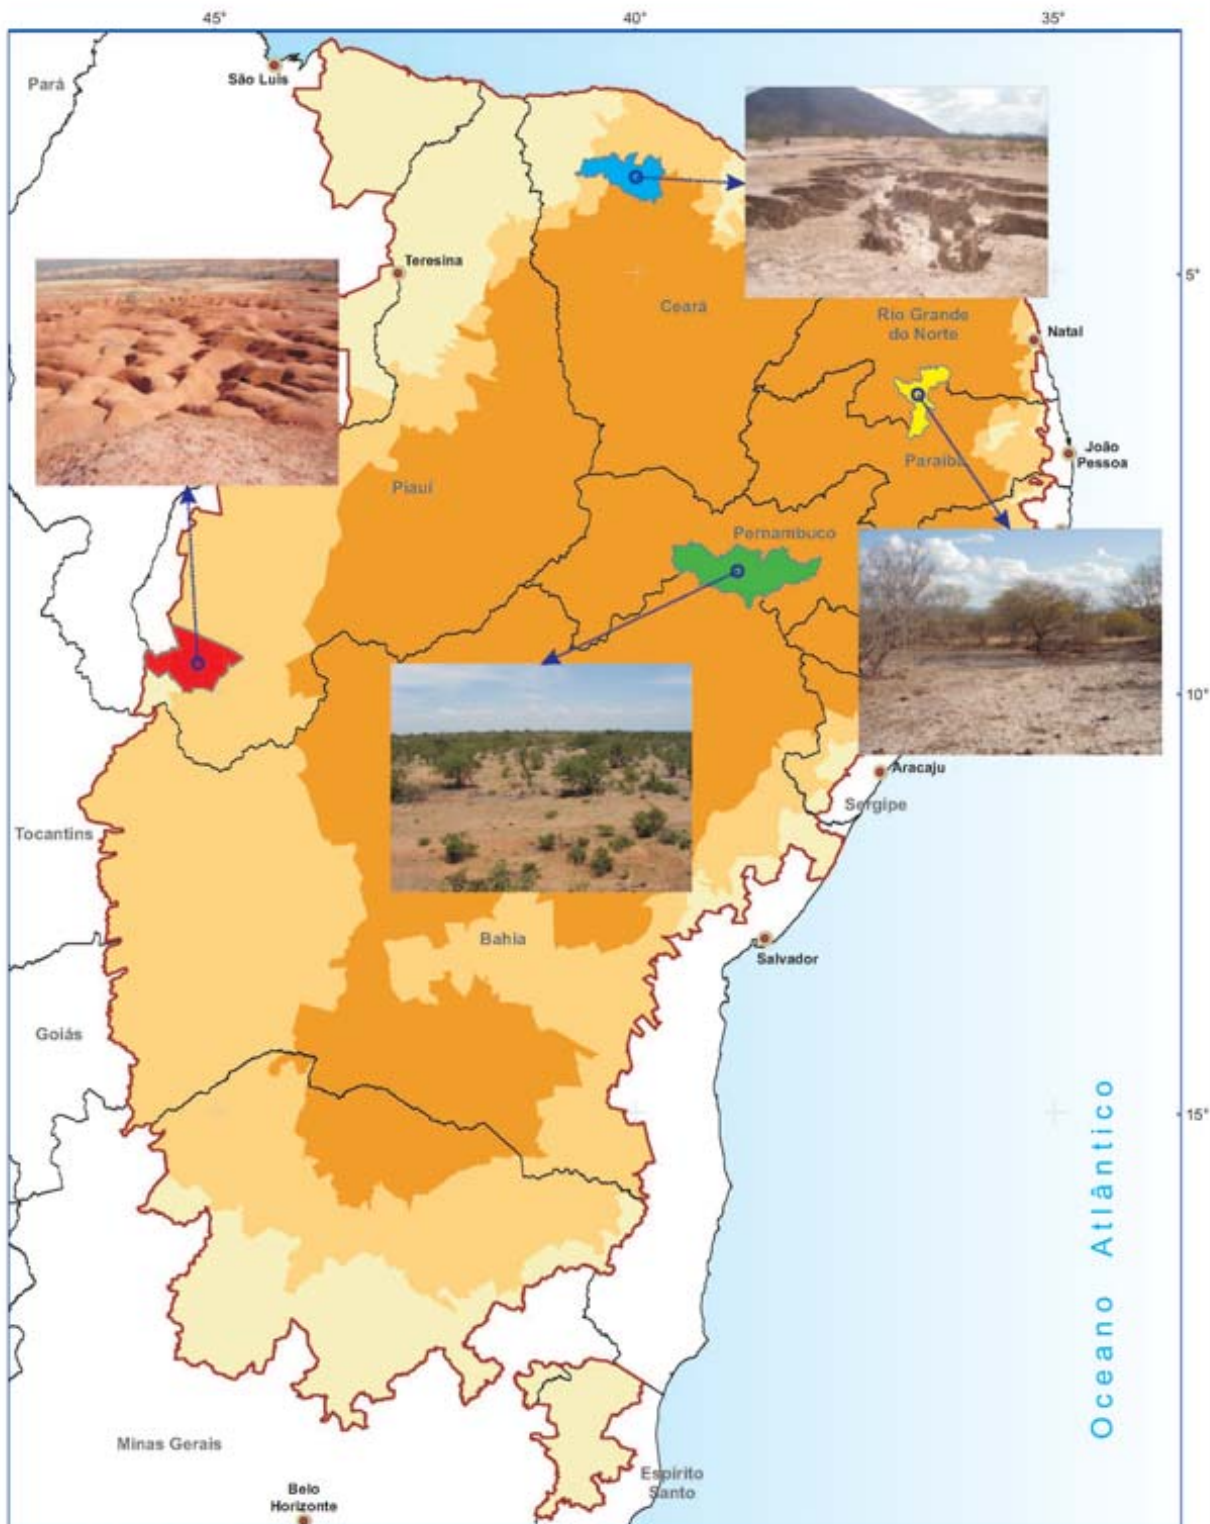 45°
40°
35°
São Luis
Pará
Teresina
5°
Ceará
Rio Grande
do Norte
Natal
João
Pessoa
Paraíba
Piauí
Pernambuco
10°
Aracaju
Sergipe
Tocantins
Bahia
Salvador
Goiás
15°
Oceano Atlântico
Minas Gerais
Espírito
Santo
Belo
Horizonte